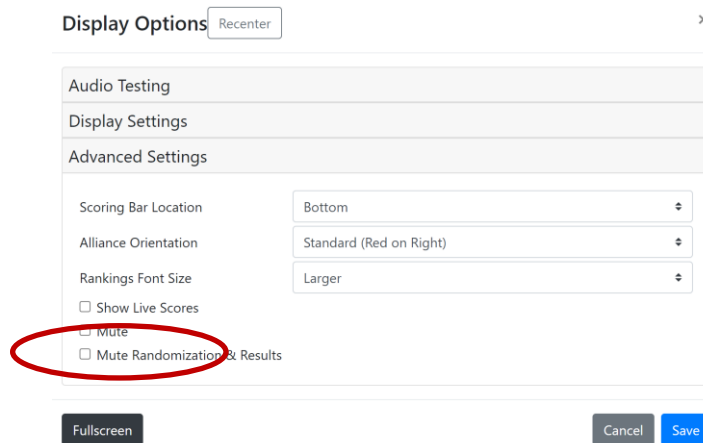 Display Options Recenter
Audio Testing
Display Settings
Advanced Settings
Scoring Bar Location Bottom
Alliance Orientation Standard (Red on Right)
Rankings Font Size Larger
Show Live Scores
Mute
Mute Randomization & Results
Fullscreen Cancel Save